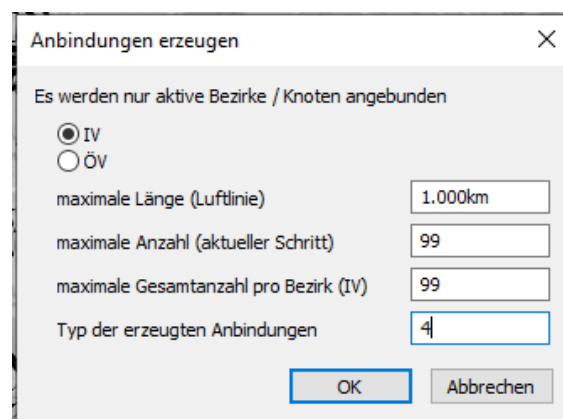 Anbindungen erzeugen
Es werden nur aktive Bezirke / Knoten angebunden
IV
ÖV
maximale Länge (Luftlinie) 1.000km
maximale Anzahl (aktueller Schritt) 99
maximale Gesamtanzahl pro Bezirk (IV) 99
Typ der erzeugten Anbindungen 4
OK Abbrechen